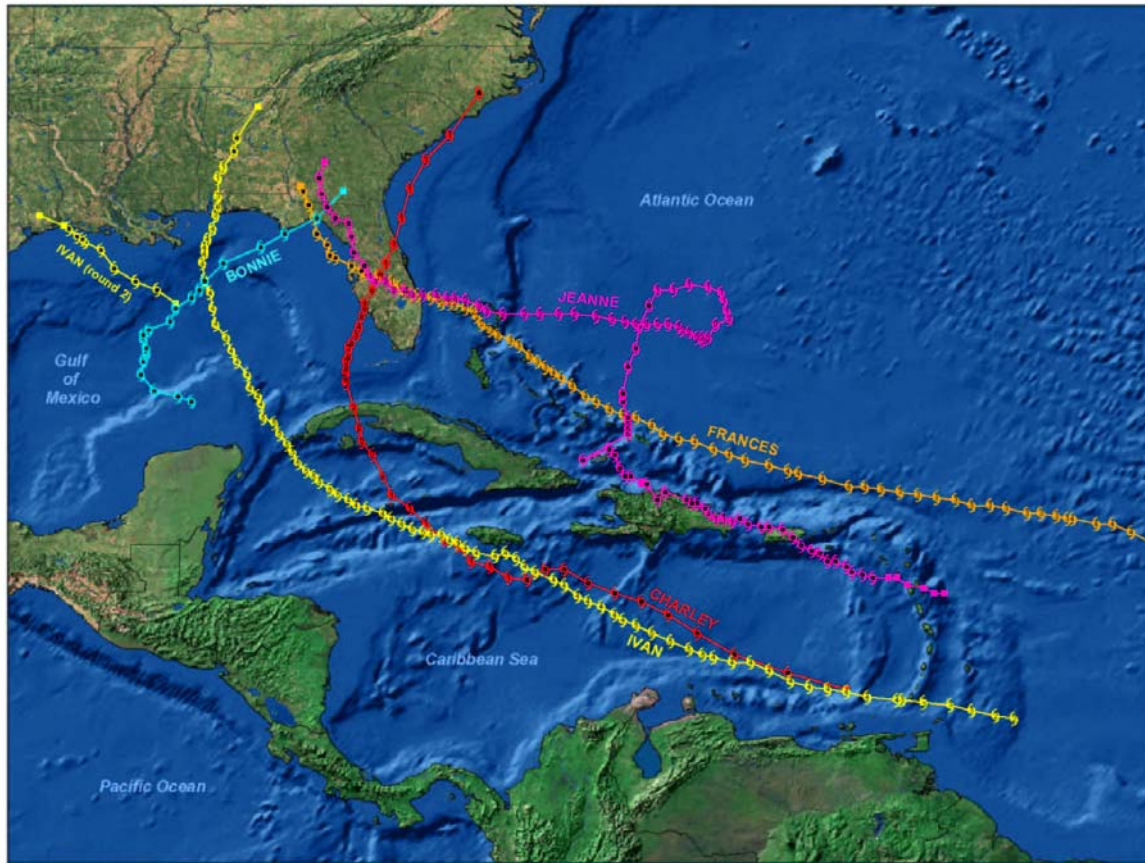 Atlantic Ocean
IVAN (round 2)
BONNIE
JEANNE
Gulf
of
Mexico
FRANCES
CHARLEY
IVAN
Caribbean Sea
Pacific Ocean